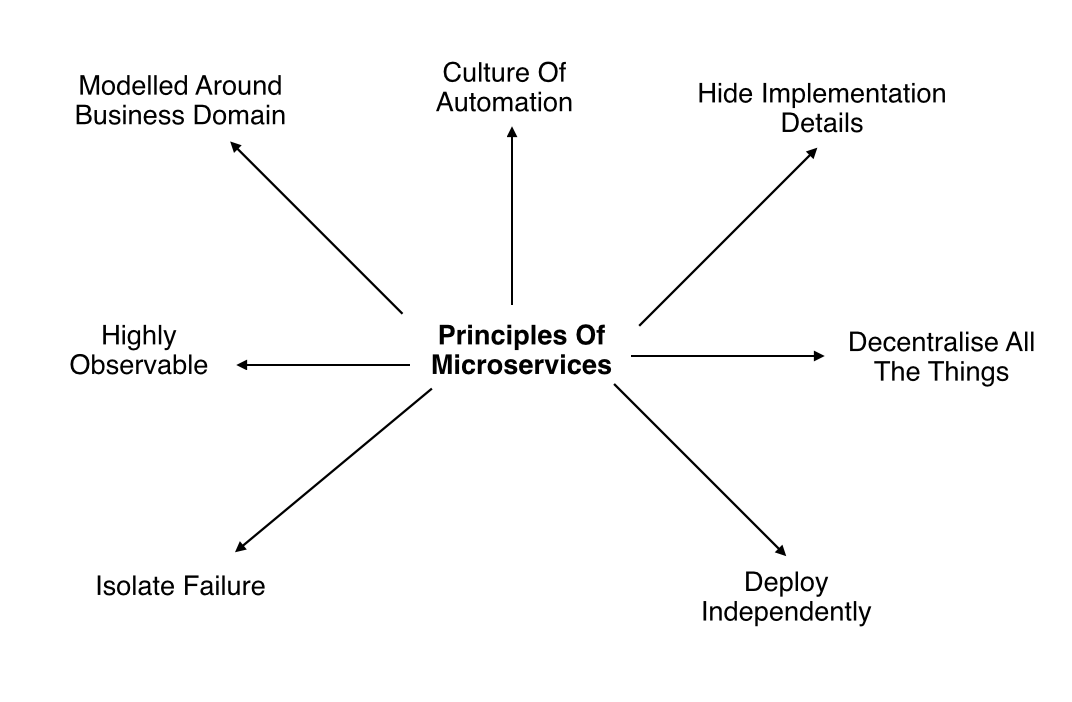 Modelled Around
Business Domain
Culture Of
Automation
Hide Implementation
Details
Highly
Observable
Principles Of
Microservices
Decentralise All
The Things
Isolate Failure
Deploy
Independently